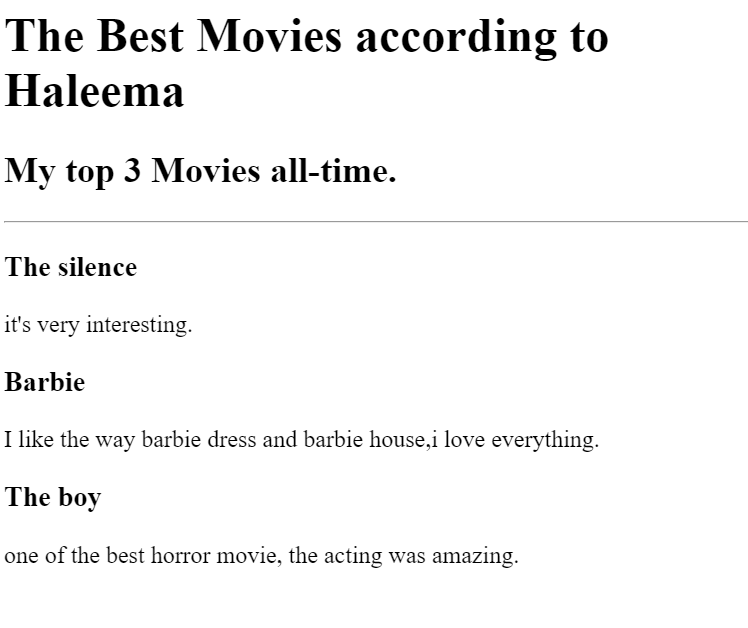 The Best Movies according to
Haleema
My top 3 Movies all-time.
The silence
it's very interesting.
Barbie
I like the way barbie dress and barbie house,i love everything.
The boy
one of the best horror movie, the acting was amazing.